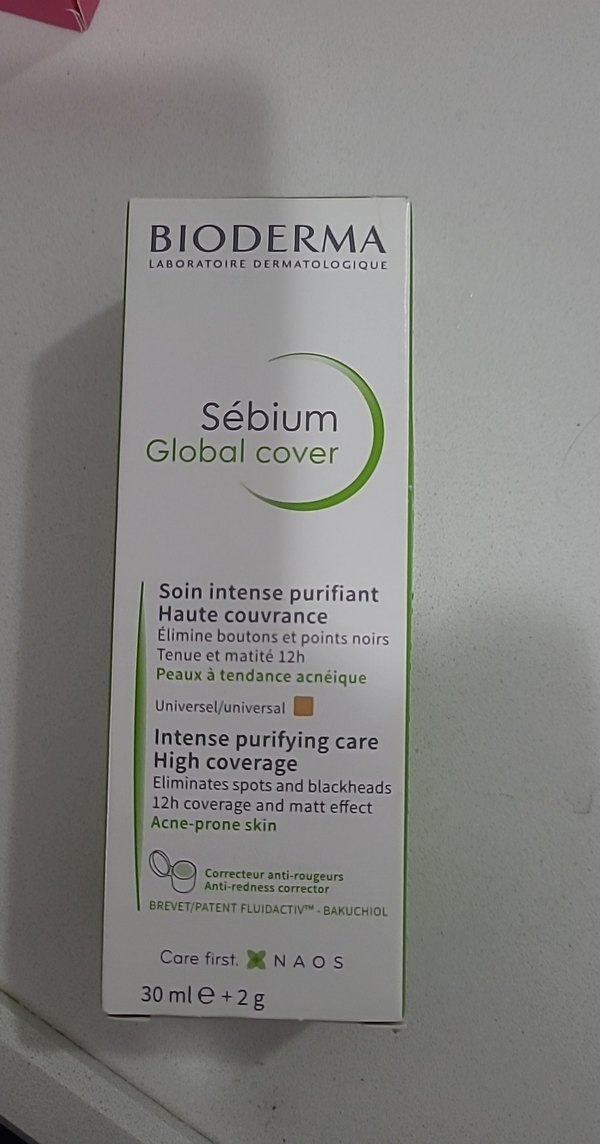 BIODERMA
LABORATOIRE DERMATOLOGIQUE
Sébium
Global cover
Soin intense purifiant
Haute couvrance
Élimine boutons et points noirs
Tenue et matité 12h
Peaux à tendance acnéique
Universel/universal
Intense purifying care
High coverage
Eliminates spots and blackheads
12h coverage and matt effect
Acne-prone skin
Correcteur anti-rougeurs
Anti-redness corrector
BREVET/PATENT FLUIDACTIV™ - BAKUCHIOL
Care first. NAOS
30 ml ℮ + 2 g